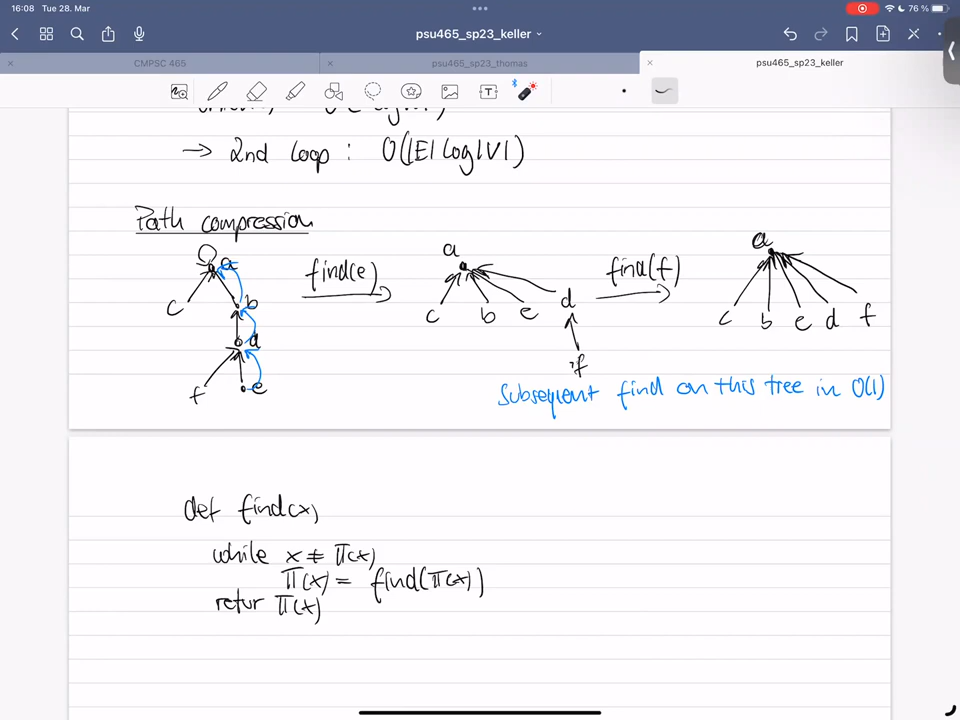 16:08 Tue 28. Mar
76 %
psu465_sp23_keller
CMPSC 465
psu465_sp23_thomas
psu465_sp23_keller
→ 2nd loop : O(|E| log |V|)
Path compression
a
c b
d
f e
find(e)
a
c b e d
f
find(f)
a
c b e d f
Subsequent find on this tree in O(1)
def find(x)
while x ≠ π(x)
π(x) = find(π(x))
retur π(x)